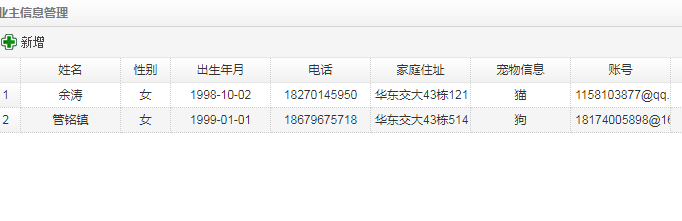 业主信息管理
新增
姓名 性别 出生年月 电话 家庭住址 宠物信息 账号
1 余涛 女 1998-10-02 18270145950 华东交大43栋121 猫 1158103877@qq.
2 管铭镇 女 1999-01-01 18679675718 华东交大43栋514 狗 18174005898@16